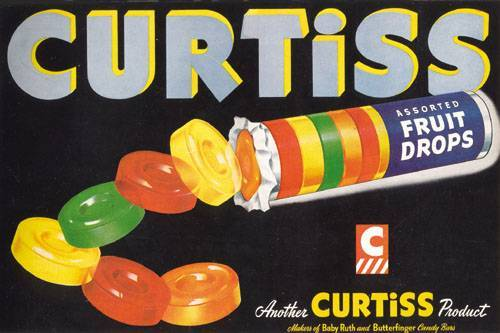 CURTiSS
ASSORTED
FRUIT
DROPS
C
Another CURTiSS Product
Makers of Baby Ruth and Butterfinger Candy Bars